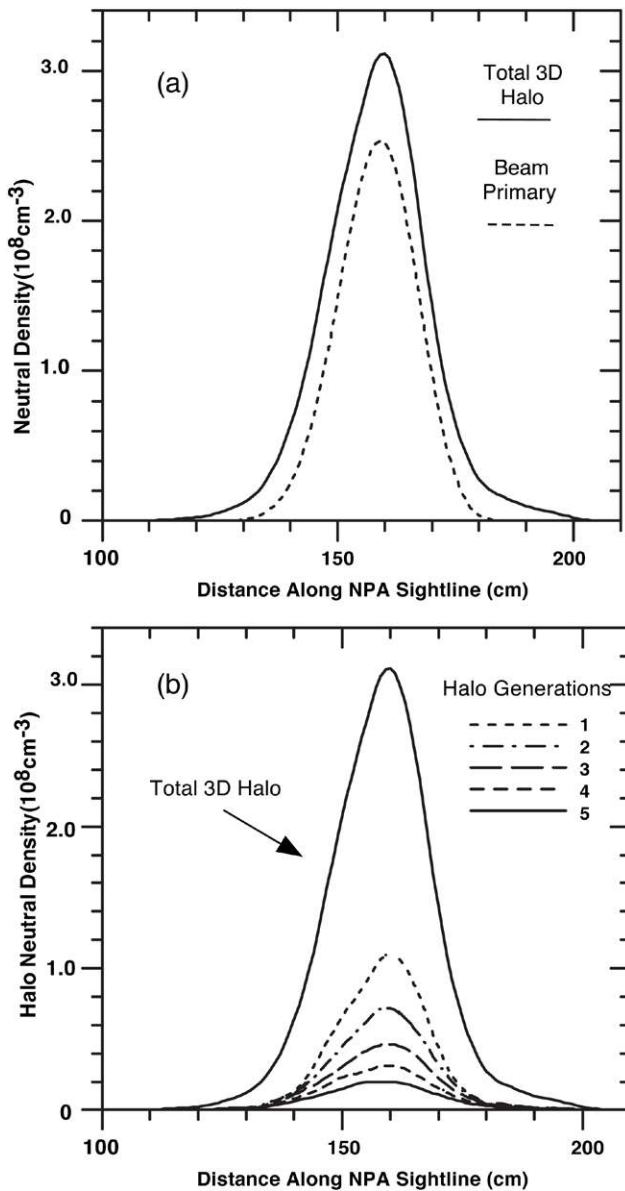 (a)
Total 3D
Halo
Beam
Primary
Neutral Density(10⁸cm⁻³)
3.0
2.0
1.0
0
100
150
200
Distance Along NPA Sightline (cm)
(b)
Halo Generations
1
2
3
4
5
Total 3D Halo
Halo Neutral Density(10⁸cm⁻³)
3.0
2.0
1.0
0
100
150
200
Distance Along NPA Sightline (cm)